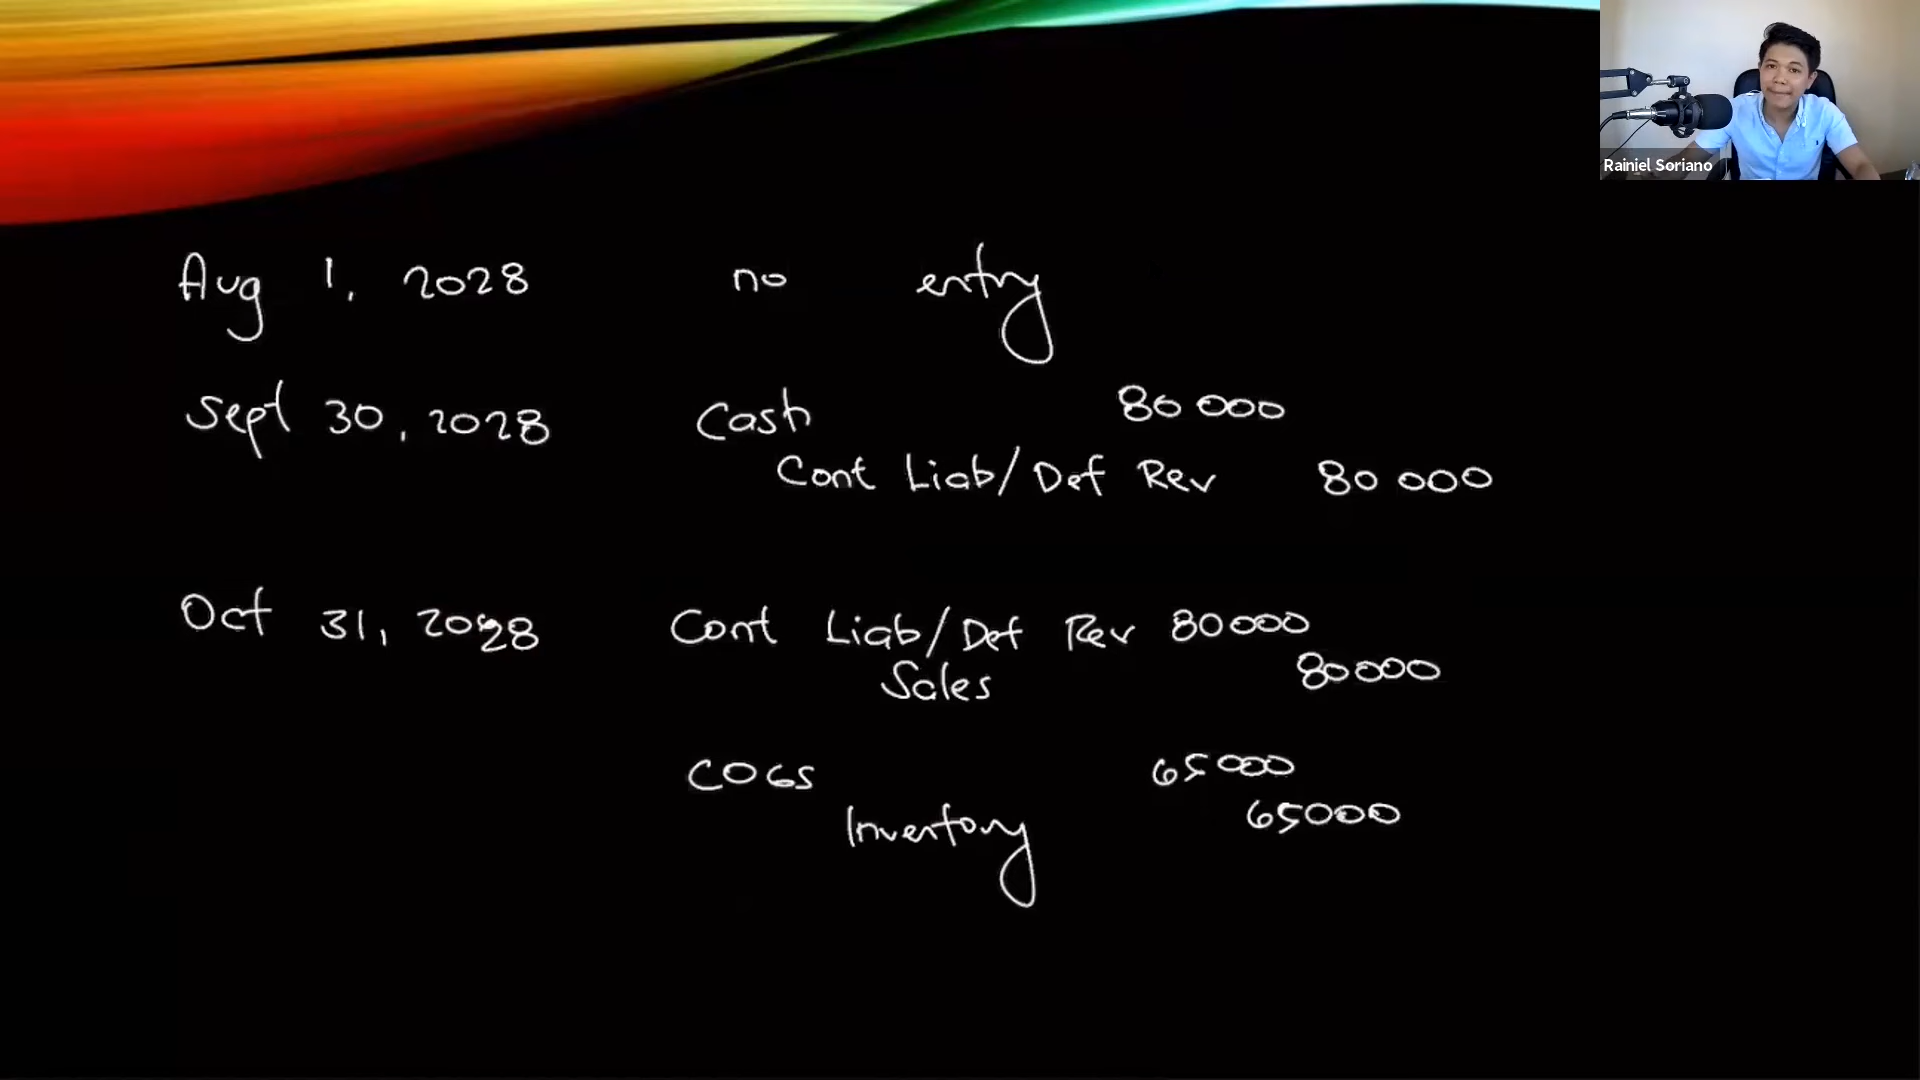 Rainiel Soriano
Aug 1, 2028 no entry
Sept 30, 2028 Cash 80 000
Cont Liab/Def Rev 80 000
Oct 31, 2028 Cont Liab/Def Rev 80000
Sales 80000
COGS 65000
Inventory 65000